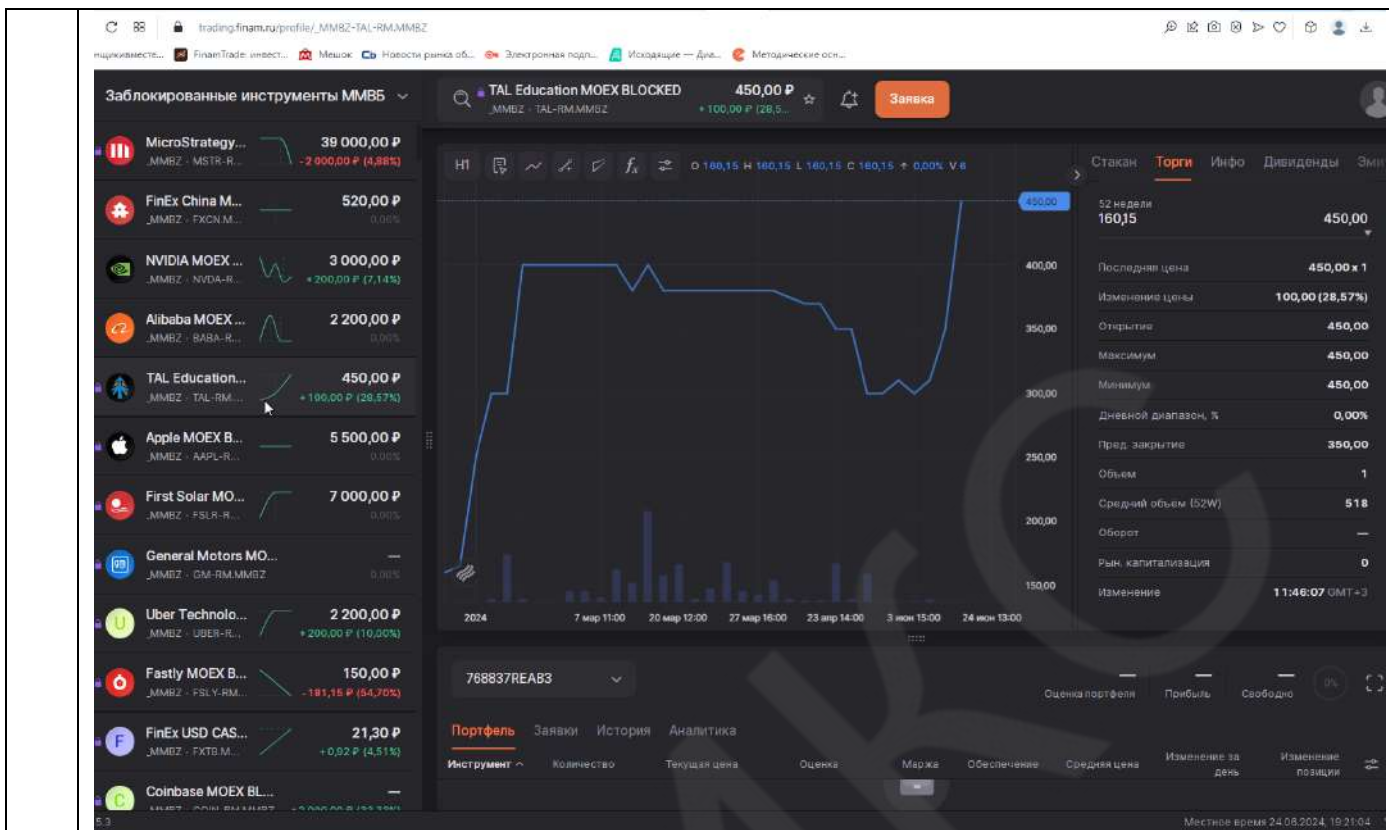 trading.finam.ru/profile/_MMBZ-TAL-RM.MMBZ
нщикивместе... FinamTrade: инвест... Мешок Сь Новости рынка об... Электронная подп... Исходящие — Диа... Методические осн...
Заблокированные инструменты ММВБ
TAL Education MOEX BLOCKED 450,00 ₽
_MMBZ · TAL-RM.MMBZ +100,00 ₽ (28,5...
Заявка
MicroStrategy... 39 000,00 ₽
_MMBZ · MSTR-R... -2 000,00 ₽ (4,88%)
FinEx China M... 520,00 ₽
_MMBZ · FXCN.M... 0,00%
NVIDIA MOEX ... 3 000,00 ₽
_MMBZ · NVDA-R... +200,00 ₽ (7,14%)
Alibaba MOEX ... 2 200,00 ₽
_MMBZ · BABA-R... 0,00%
TAL Education... 450,00 ₽
_MMBZ · TAL-RM.... +100,00 ₽ (28,57%)
Apple MOEX B... 5 500,00 ₽
_MMBZ · AAPL-R... 0,00%
First Solar MO... 7 000,00 ₽
_MMBZ · FSLR-R... 0,00%
General Motors MO... —
_MMBZ · GM-RM.MMBZ 0,00%
Uber Technolo... 2 200,00 ₽
_MMBZ · UBER-R... +200,00 ₽ (10,00%)
Fastly MOEX B... 150,00 ₽
_MMBZ · FSLY-RM... -181,15 ₽ (54,70%)
FinEx USD CAS... 21,30 ₽
_MMBZ · FXTB.M... +0,92 ₽ (4,51%)
Coinbase MOEX BL... —
H1 fx O 160,15 H 160,15 L 160,15 C 160,15 + 0,00% V 6
450,00
400,00
350,00
300,00
250,00
200,00
150,00
2024 7 мар 11:00 20 мар 12:00 27 мар 16:00 23 апр 14:00 3 июн 15:00 24 июн 13:00
Стакан Торги Инфо Дивиденды Эми
52 недели
160,15 450,00
Последняя цена 450,00 x 1
Изменение цены 100,00 (28,57%)
Открытие 450,00
Максимум 450,00
Минимум 450,00
Дневной диапазон, % 0,00%
Пред. закрытие 350,00
Объем 1
Средний объем (52W) 518
Оборот —
Рын. капитализация 0
Изменение 11:46:07 GMT+3
768837REAB3
Оценка портфеля Прибыль Свободно 0%
Портфель Заявки История Аналитика
Инструмент Количество Текущая цена Оценка Маржа Обеспечение Средняя цена Изменение за день Изменение позиции
5.3 Местное время 24.06.2024, 19:21:04